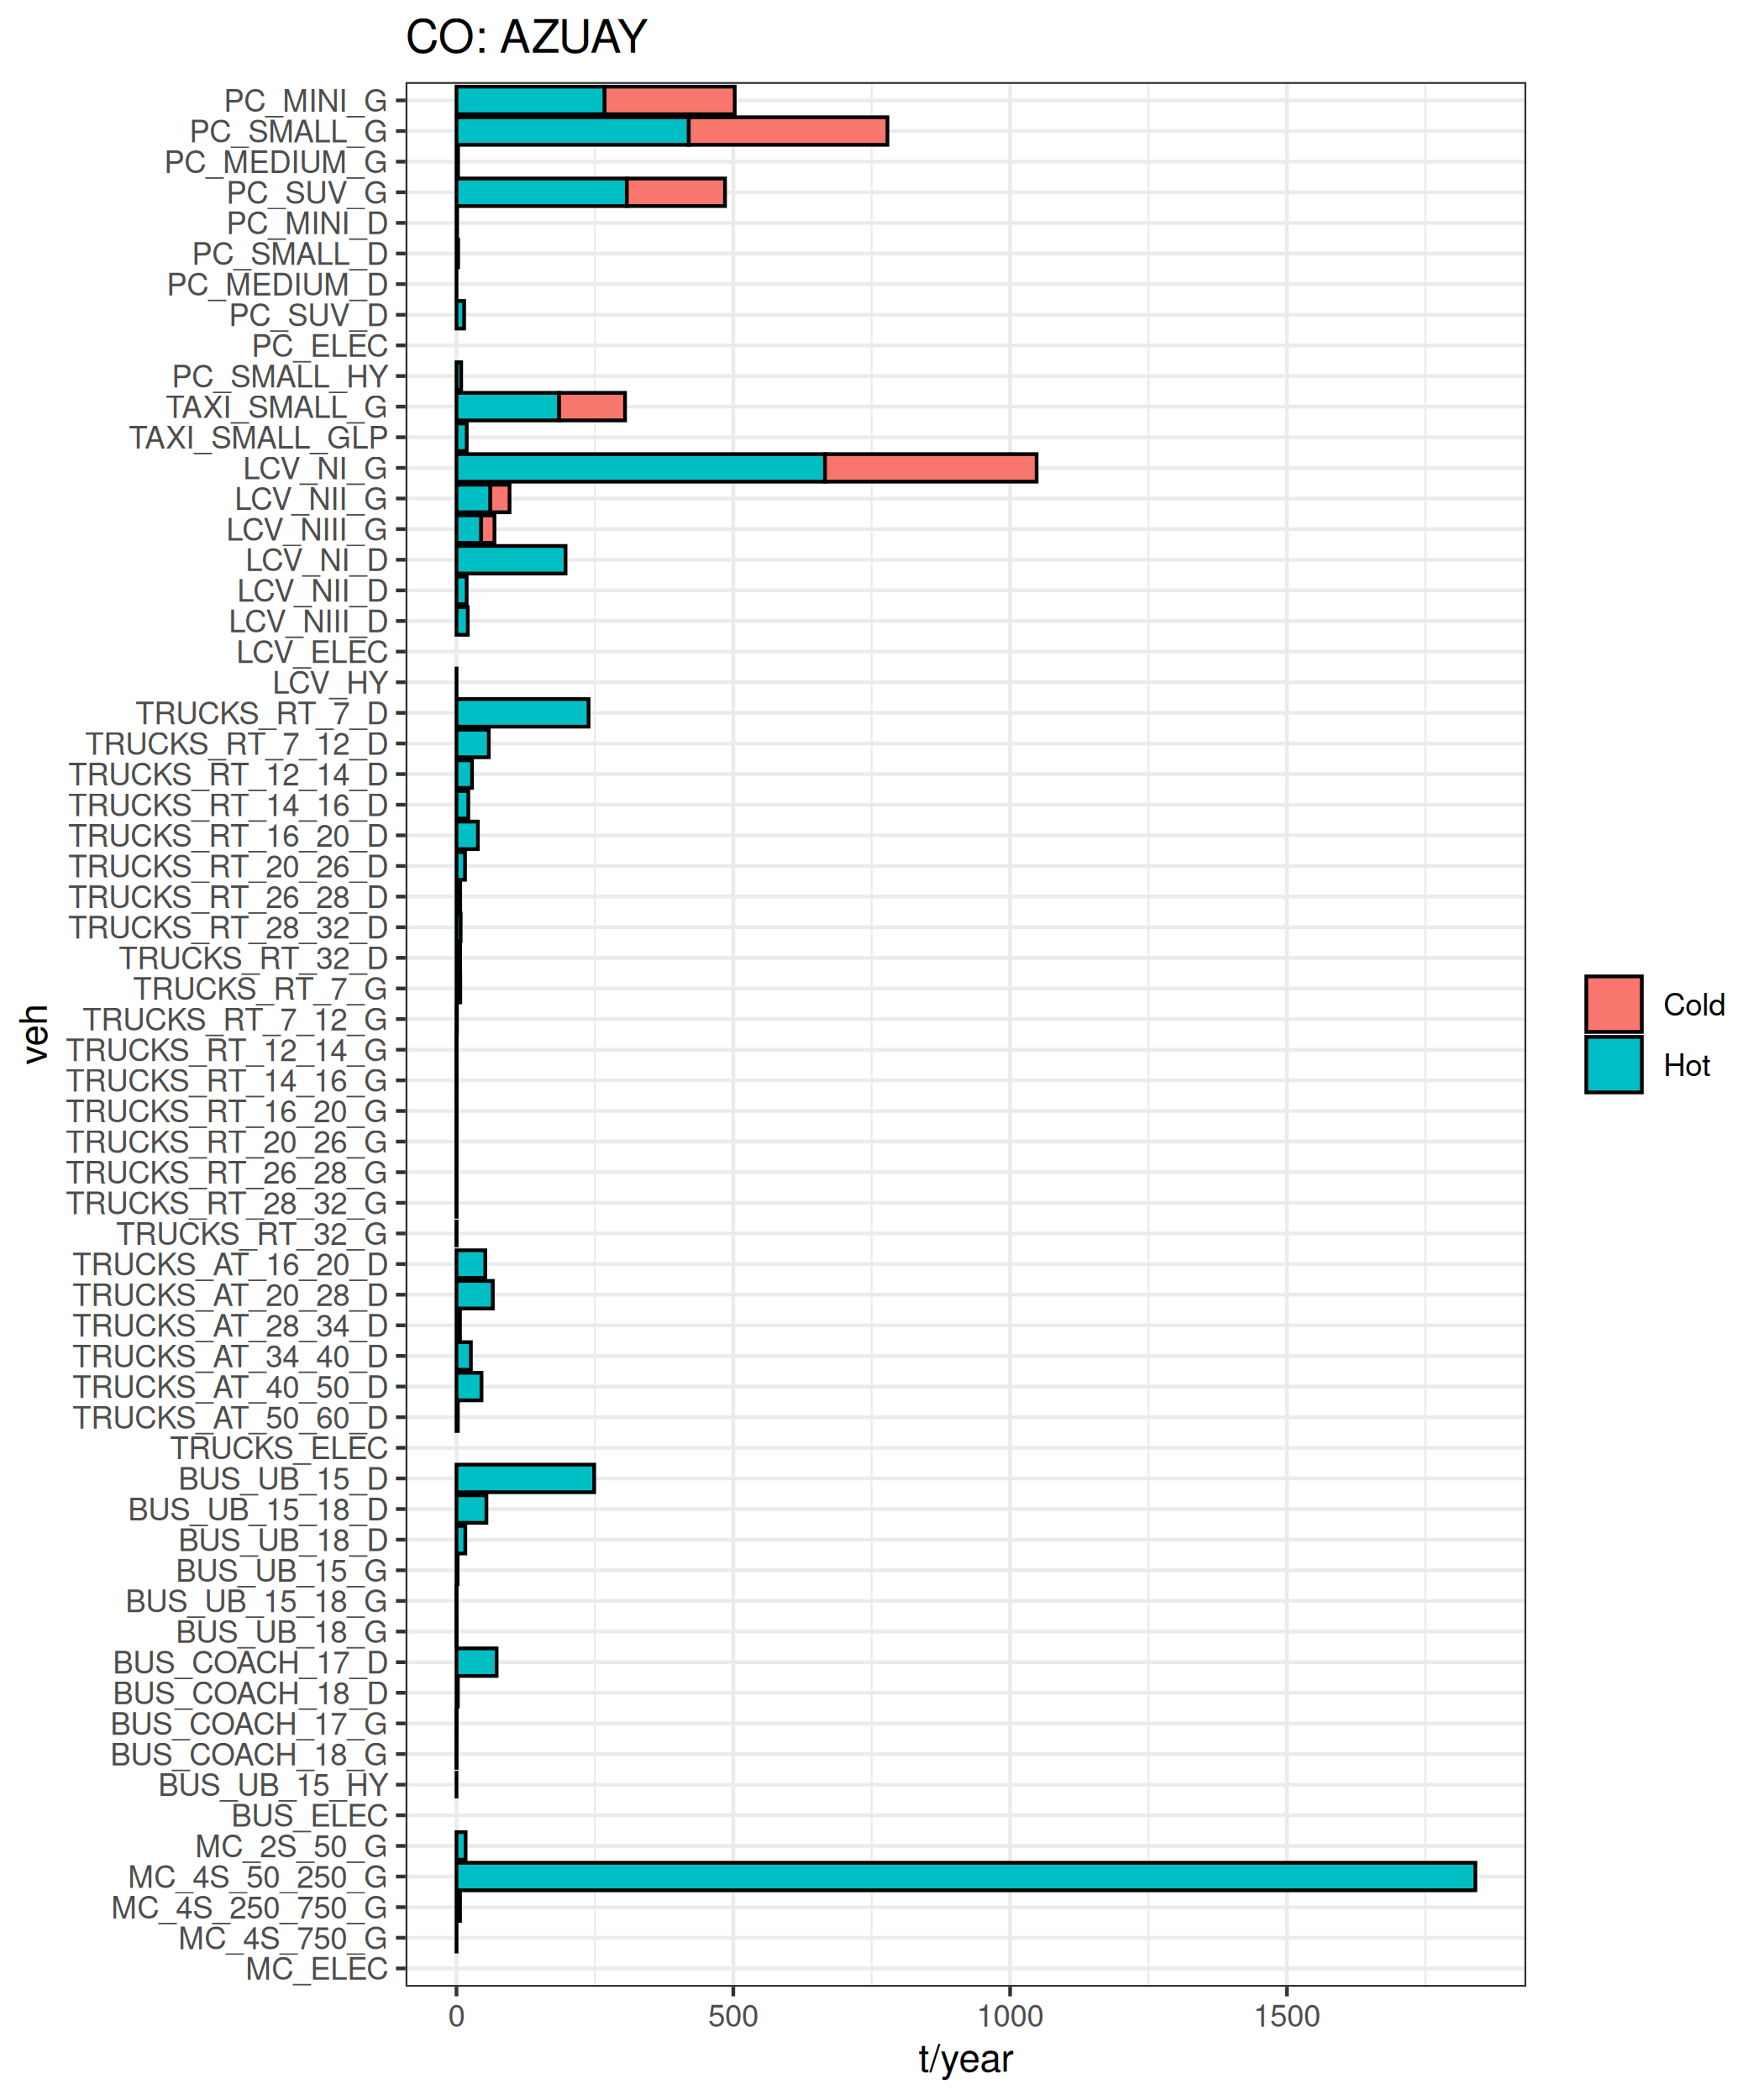 CO: AZUAY
PC_MINI_G
PC_SMALL_G
PC_MEDIUM_G
PC_SUV_G
PC_MINI_D
PC_SMALL_D
PC_MEDIUM_D
PC_SUV_D
PC_ELEC
PC_SMALL_HY
TAXI_SMALL_G
TAXI_SMALL_GLP
LCV_NI_G
LCV_NII_G
LCV_NIII_G
LCV_NI_D
LCV_NII_D
LCV_NIII_D
LCV_ELEC
LCV_HY
TRUCKS_RT_7_D
TRUCKS_RT_7_12_D
TRUCKS_RT_12_14_D
TRUCKS_RT_14_16_D
TRUCKS_RT_16_20_D
TRUCKS_RT_20_26_D
TRUCKS_RT_26_28_D
TRUCKS_RT_28_32_D
TRUCKS_RT_32_D
TRUCKS_RT_7_G
TRUCKS_RT_7_12_G
TRUCKS_RT_12_14_G
TRUCKS_RT_14_16_G
TRUCKS_RT_16_20_G
TRUCKS_RT_20_26_G
TRUCKS_RT_26_28_G
TRUCKS_RT_28_32_G
TRUCKS_RT_32_G
TRUCKS_AT_16_20_D
TRUCKS_AT_20_28_D
TRUCKS_AT_28_34_D
TRUCKS_AT_34_40_D
TRUCKS_AT_40_50_D
TRUCKS_AT_50_60_D
TRUCKS_ELEC
BUS_UB_15_D
BUS_UB_15_18_D
BUS_UB_18_D
BUS_UB_15_G
BUS_UB_15_18_G
BUS_UB_18_G
BUS_COACH_17_D
BUS_COACH_18_D
BUS_COACH_17_G
BUS_COACH_18_G
BUS_UB_15_HY
BUS_ELEC
MC_2S_50_G
MC_4S_50_250_G
MC_4S_250_750_G
MC_4S_750_G
MC_ELEC
veh
0 500 1000 1500
t/year
Cold
Hot